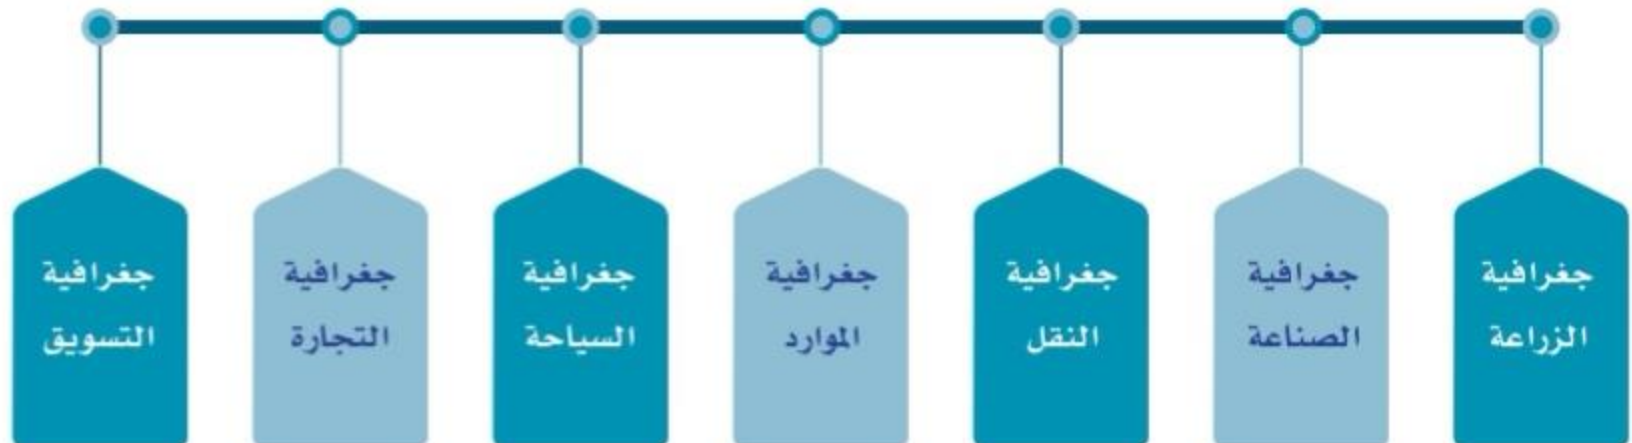 جغرافية
الزراعة
جغرافية
الصناعة
جغرافية
النقل
جغرافية
الموارد
جغرافية
السياحة
جغرافية
التجارة
جغرافية
التسويق